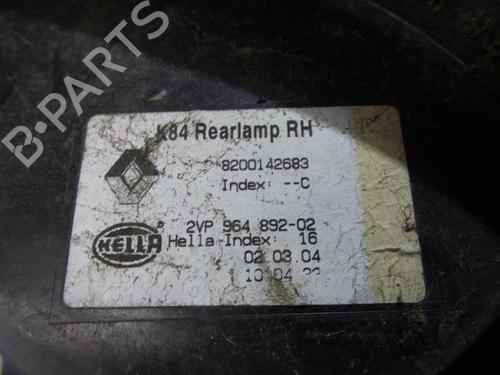 K84 Rearlamp RH
8200142683
Index: --C
2VP 964 892-02
HELLA ® Hella-Index: 16
02.03.04
B-PARTS